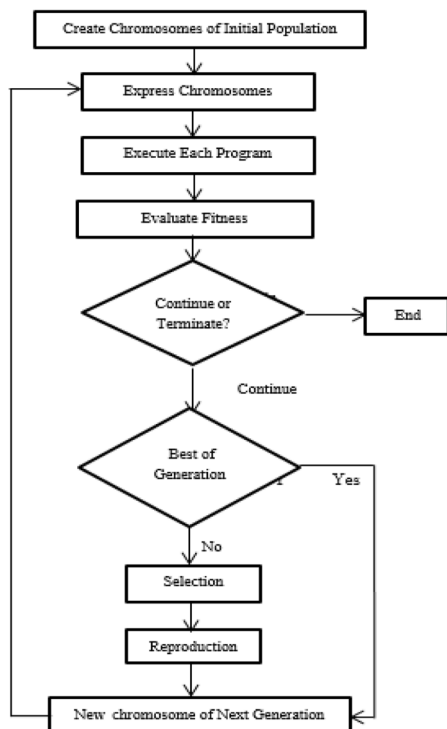 Create Chromosomes of Initial Population
Express Chromosomes
Execute Each Program
Evaluate Fitness
Continue or
Terminate?
End
Continue
Best of
Generation
Yes
No
Selection
Reproduction
New chromosome of Next Generation